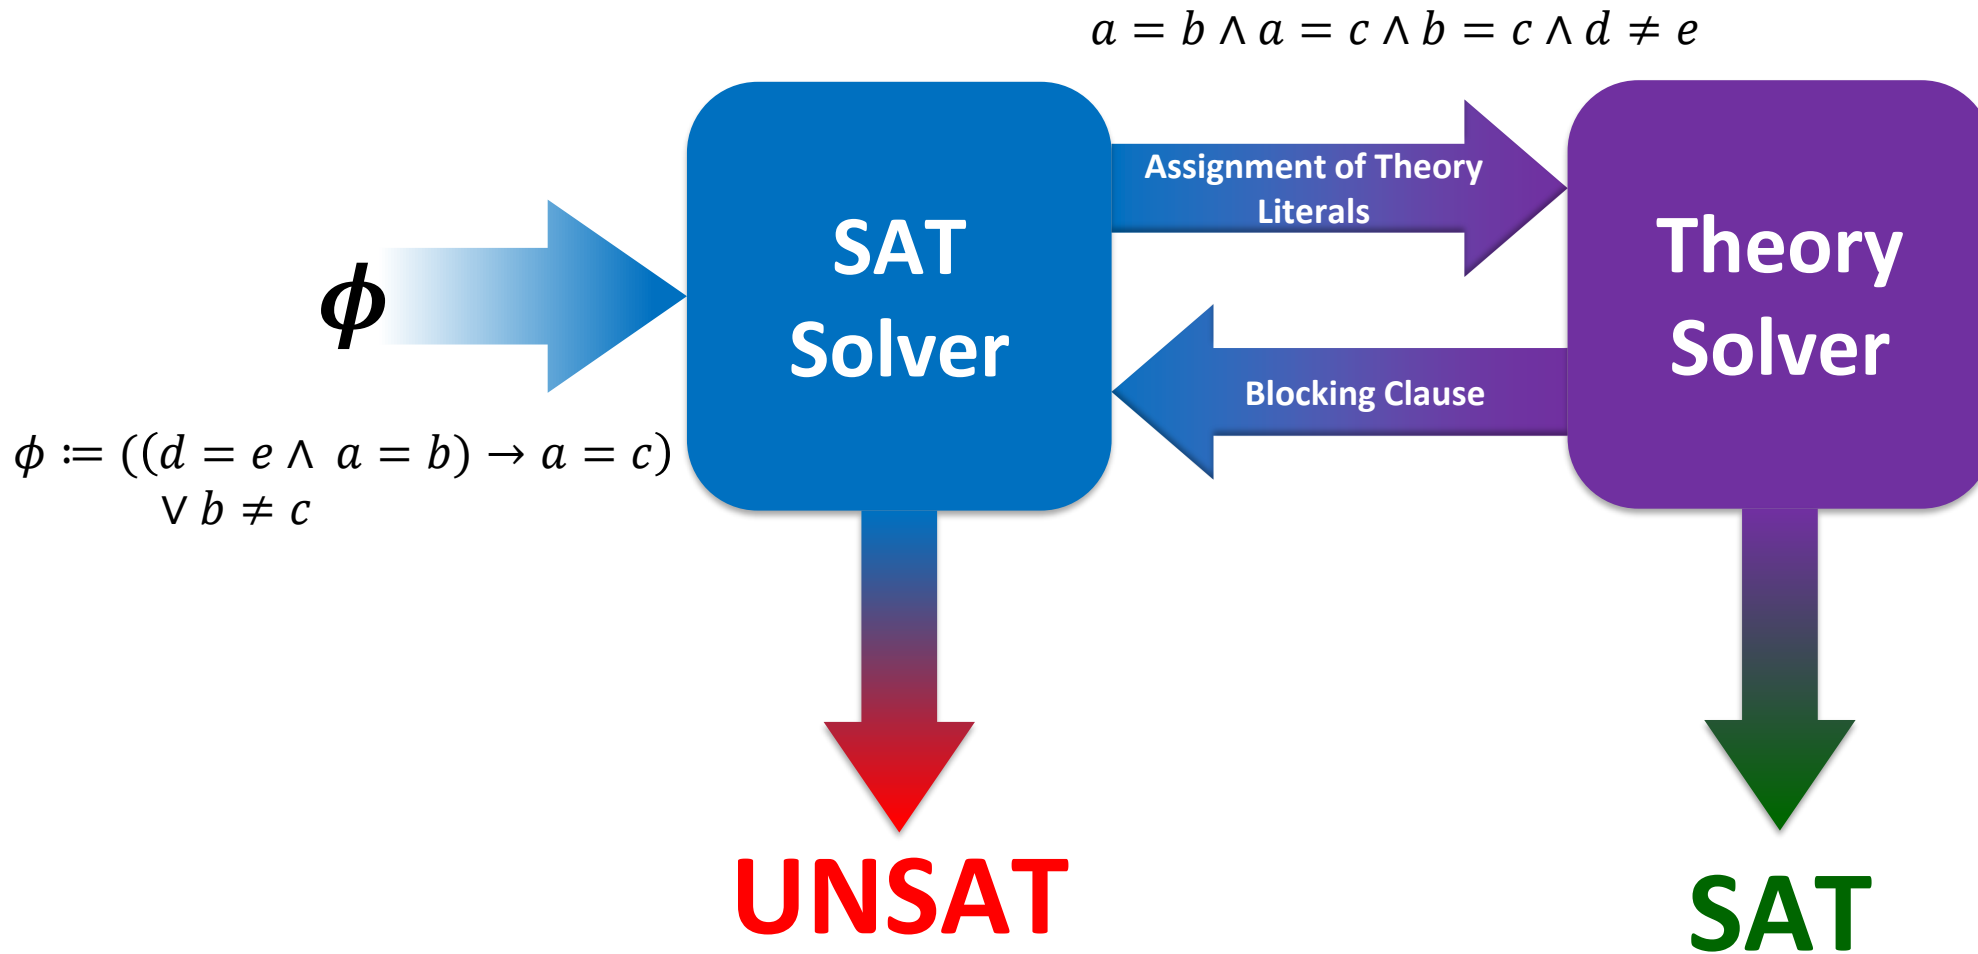 a = b ∧ a = c ∧ b = c ∧ d ≠ e
Assignment of Theory
Literals
SAT
Solver
Theory
Solver
ϕ
Blocking Clause
ϕ ≔ ((d = e ∧ a = b) → a = c)
∨ b ≠ c
UNSAT
SAT